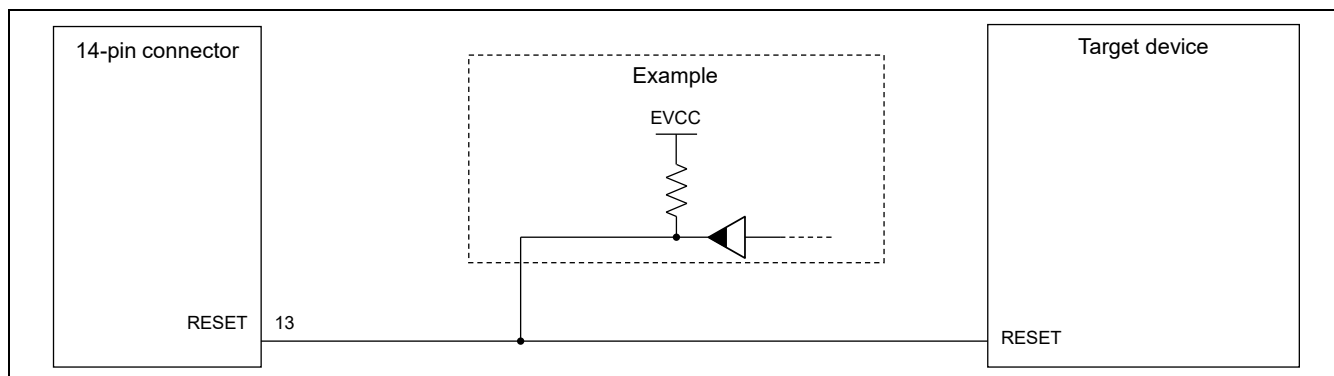 14-pin connector
Target device
Example
EVCC
RESET 13
RESET